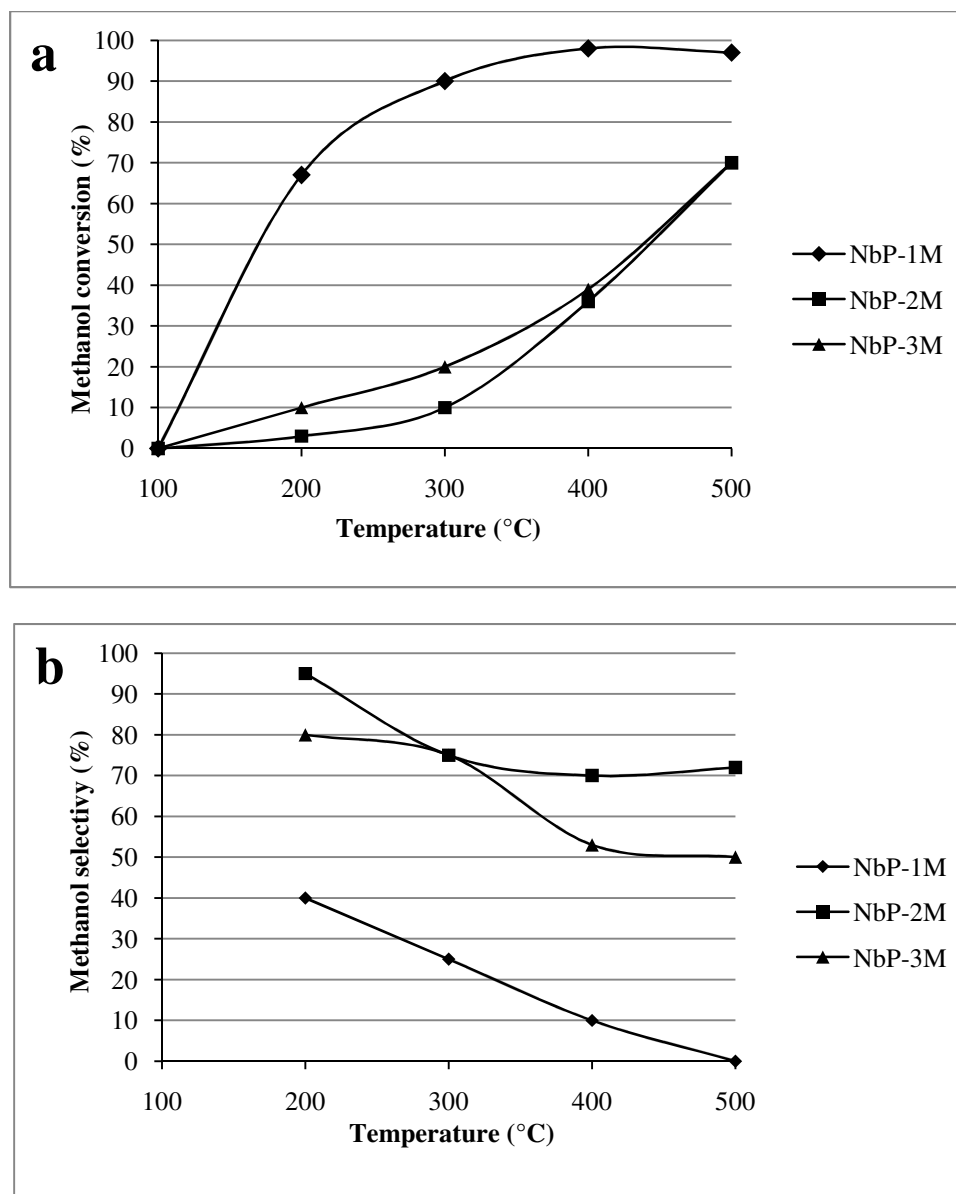 a
100
90
80
70
60
50
40
30
20
10
0
Methanol conversion (%)
100 200 300 400 500
Temperature (°C)
NbP-1M
NbP-2M
NbP-3M
b
100
90
80
70
60
50
40
30
20
10
0
Methanol selectivy (%)
100 200 300 400 500
Temperature (°C)
NbP-1M
NbP-2M
NbP-3M